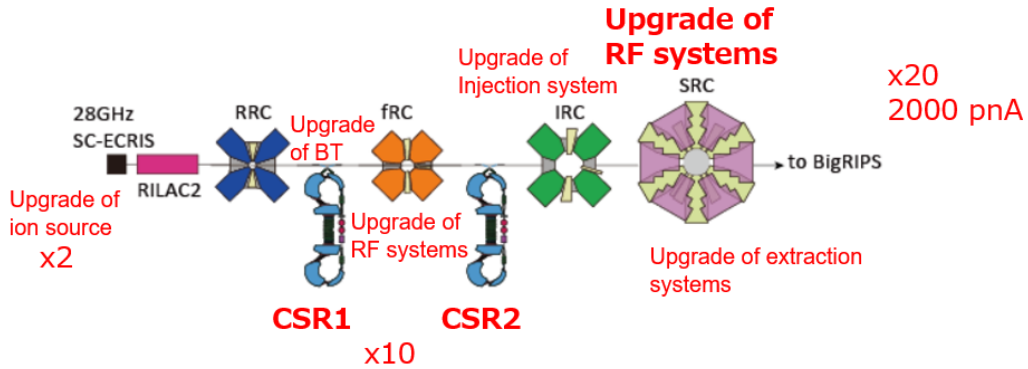 Upgrade of
RF systems
Upgrade of
Injection system
x20
2000 pnA
28GHz
SC-ECRIS
RRC
Upgrade
of BT
fRC
IRC
SRC
to BigRIPS
RILAC2
Upgrade of
ion source
x2
Upgrade of
RF systems
Upgrade of extraction
systems
CSR1
CSR2
x10